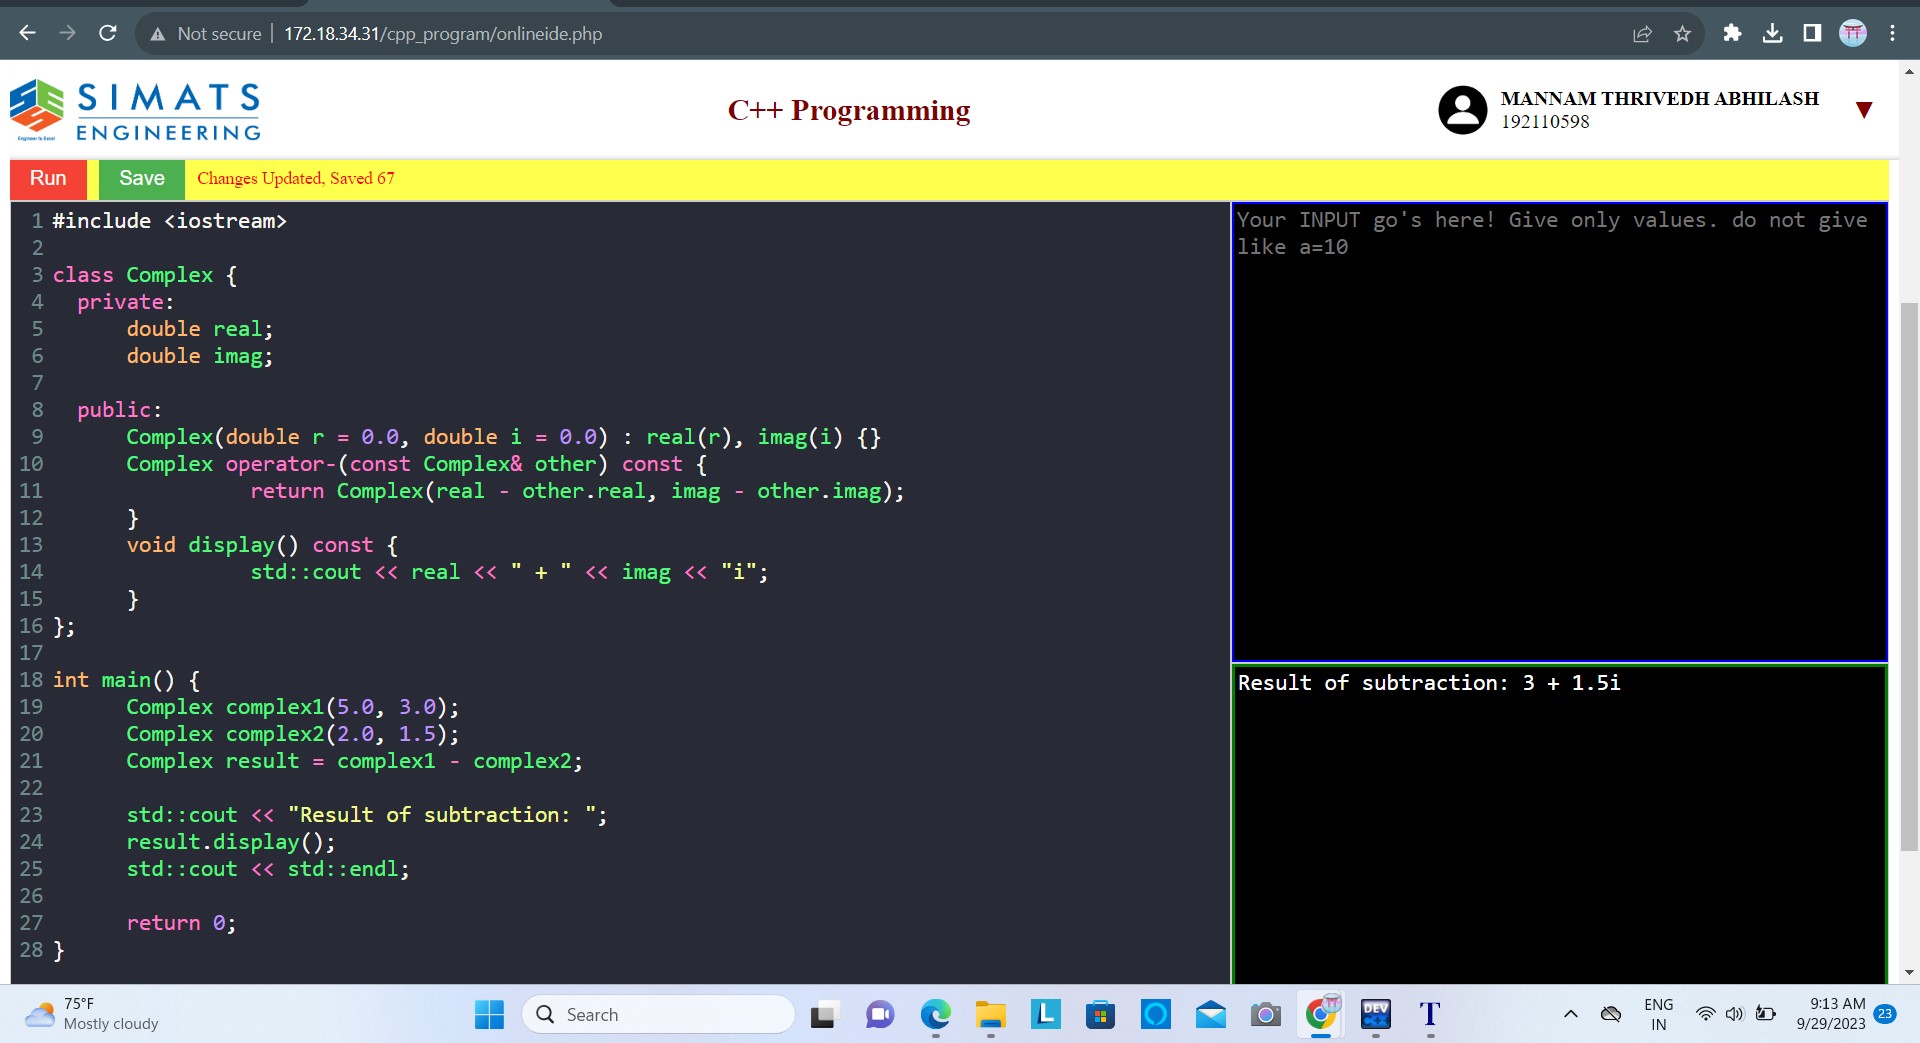 Not secure
172.18.34.31/cpp_program/onlineide.php
SIMATS
ENGINEERING
Engineer to Excel
C++ Programming
MANNAM THRIVEDH ABHILASH
192110598
Run
Save
Changes Updated, Saved 67
1 #include <iostream>
2
3 class Complex {
4   private:
5       double real;
6       double imag;
7
8   public:
9       Complex(double r = 0.0, double i = 0.0) : real(r), imag(i) {}
10       Complex operator-(const Complex& other) const {
11                 return Complex(real - other.real, imag - other.imag);
12       }
13       void display() const {
14                 std::cout << real << " + " << imag << "i";
15       }
16 };
17
18 int main() {
19       Complex complex1(5.0, 3.0);
20       Complex complex2(2.0, 1.5);
21       Complex result = complex1 - complex2;
22
23       std::cout << "Result of subtraction: ";
24       result.display();
25       std::cout << std::endl;
26
27       return 0;
28 }
Your INPUT go's here! Give only values. do not give
like a=10
Result of subtraction: 3 + 1.5i
75°F
Mostly cloudy
Search
L
DEV
C++
T
ENG
IN
9:13 AM
9/29/2023
23